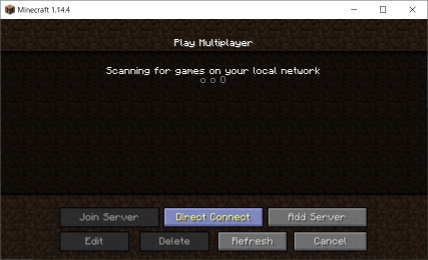 Minecraft 1.14.4
Play Multiplayer
Scanning for games on your local network
o o O
Join Server Direct Connect Add Server
Edit Delete Refresh Cancel